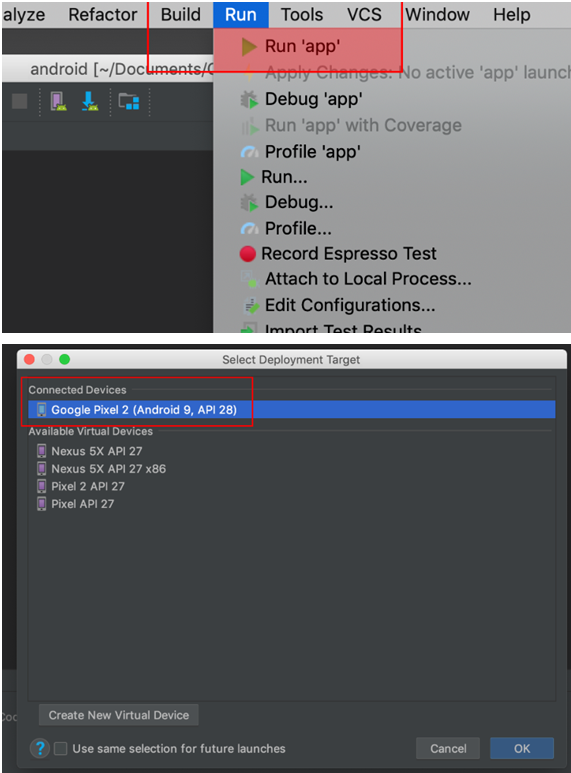 alyze Refactor Build Run Tools VCS Window Help
Run 'app'
android [~/Documents/
Apply Changes: No active 'app' launch
Debug 'app'
Run 'app' with Coverage
Profile 'app'
Run...
Debug...
Profile...
Record Espresso Test
Attach to Local Process...
Edit Configurations...
Import Test Results
Select Deployment Target
Connected Devices
Google Pixel 2 (Android 9, API 28)
Available Virtual Devices
Nexus 5X API 27
Nexus 5X API 27 x86
Pixel 2 API 27
Pixel API 27
Create New Virtual Device
? Use same selection for future launches Cancel OK